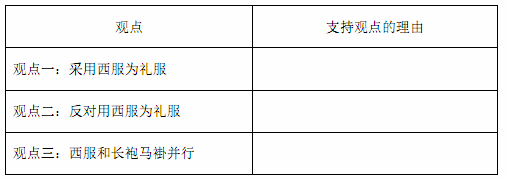 观点 支持观点的理由
观点一：采用西服为礼服
观点二：反对用西服为礼服
观点三：西服和长袍马褂并行